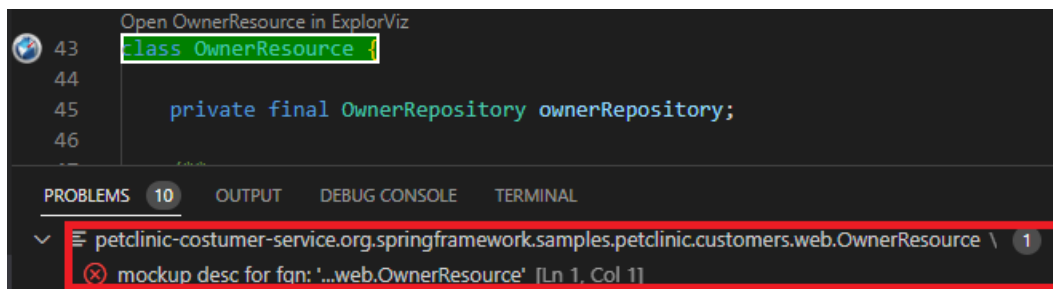 Open OwnerResource in ExplorViz
43 class OwnerResource {
44
45 private final OwnerRepository ownerRepository;
46
PROBLEMS 10 OUTPUT DEBUG CONSOLE TERMINAL
petclinic-costumer-service.org.springframework.samples.petclinic.customers.web.OwnerResource \ 1
mockup desc for fqn: '...web.OwnerResource' [Ln 1, Col 1]